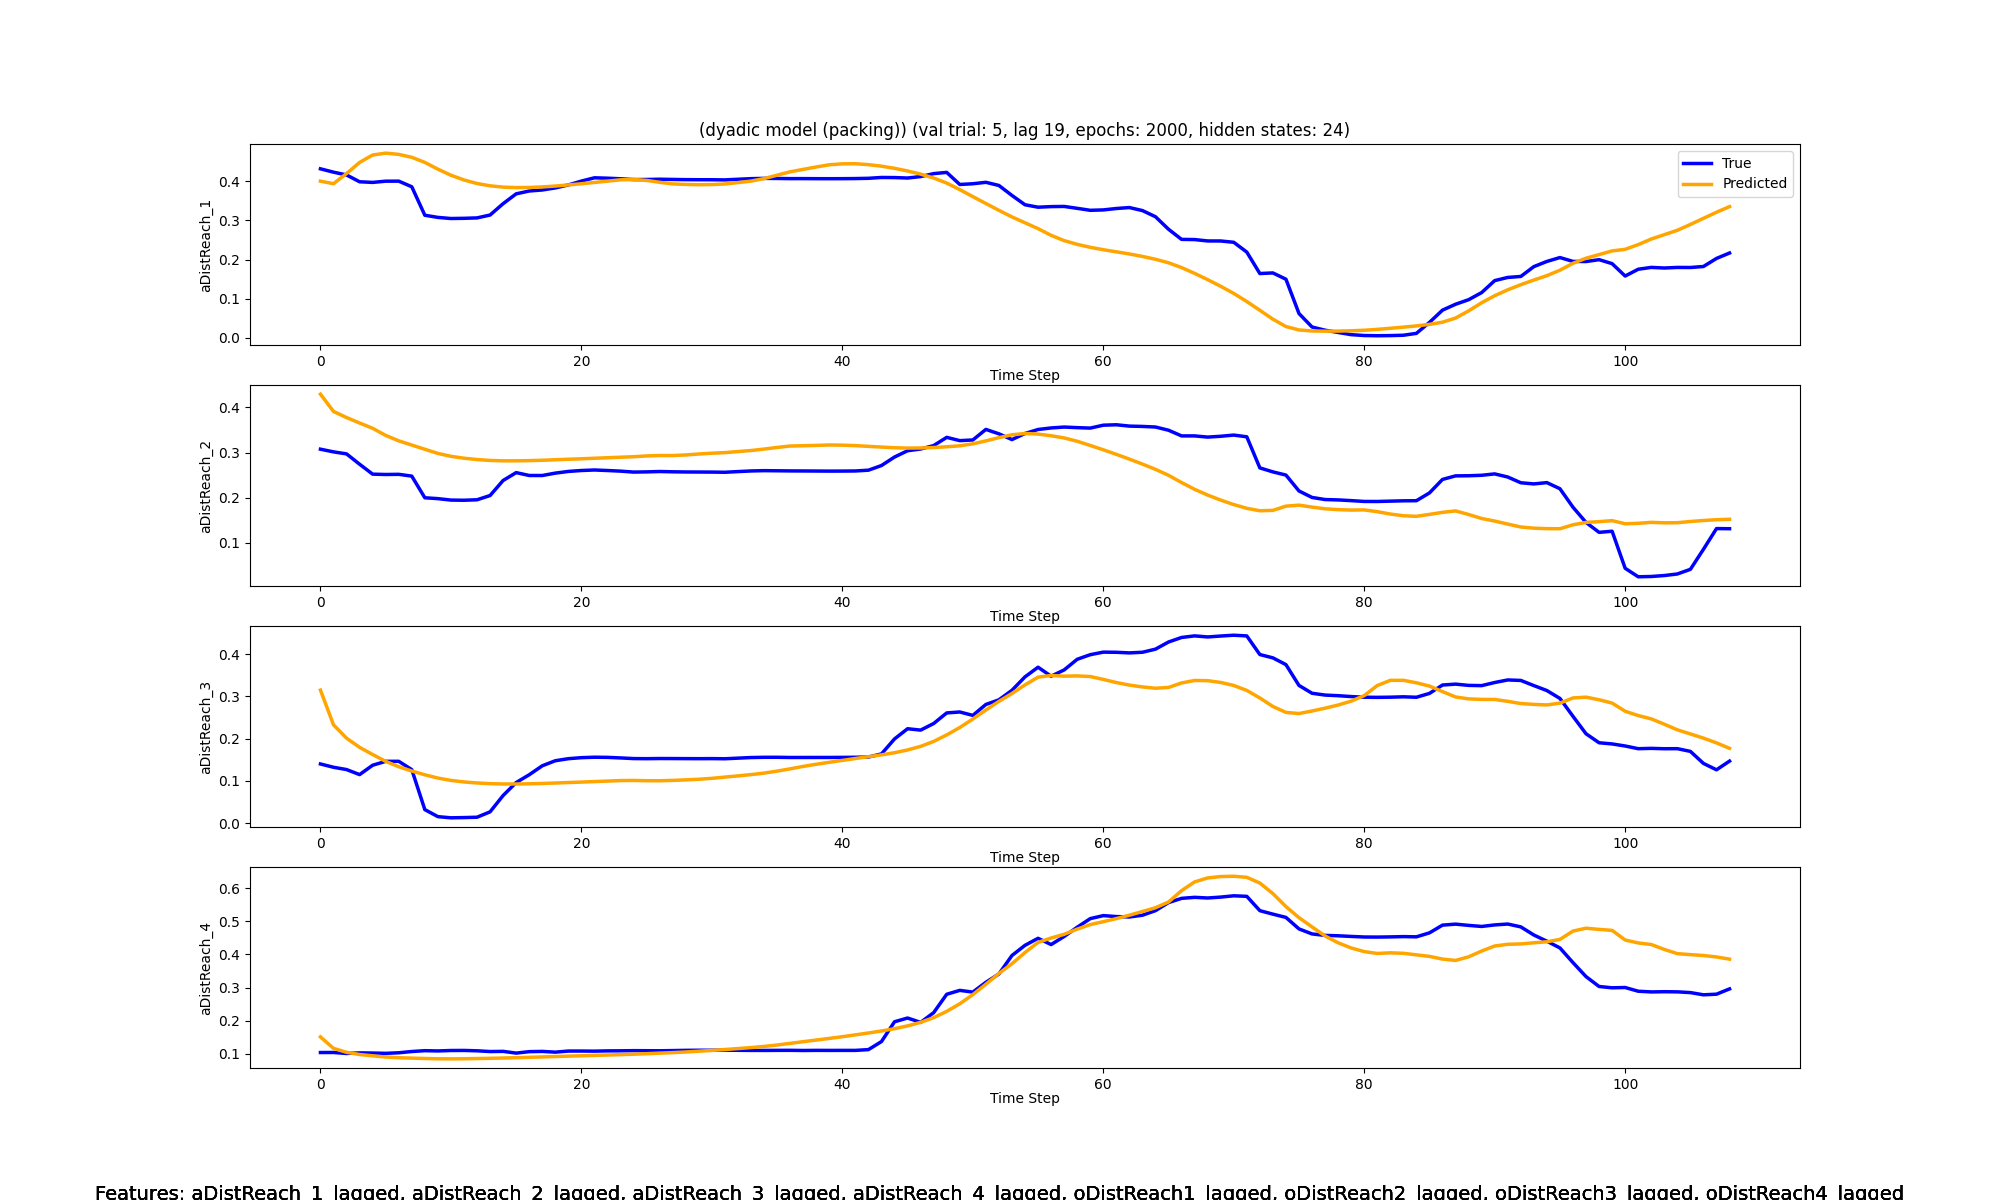 (dyadic model (packing)) (val trial: 5, lag 19, epochs: 2000, hidden states: 24)
True
Predicted
aDistReach_1
0.4
0.3
0.2
0.1
0.0
0 20 40 60 80 100
Time Step
aDistReach_2
0.4
0.3
0.2
0.1
0 20 40 60 80 100
Time Step
aDistReach_3
0.4
0.3
0.2
0.1
0.0
0 20 40 60 80 100
Time Step
aDistReach_4
0.6
0.5
0.4
0.3
0.2
0.1
0 20 40 60 80 100
Time Step
Features: aDistReach_1_lagged, aDistReach_2_lagged, aDistReach_3_lagged, aDistReach_4_lagged, oDistReach1_lagged, oDistReach2_lagged, oDistReach3_lagged, oDistReach4_lagged